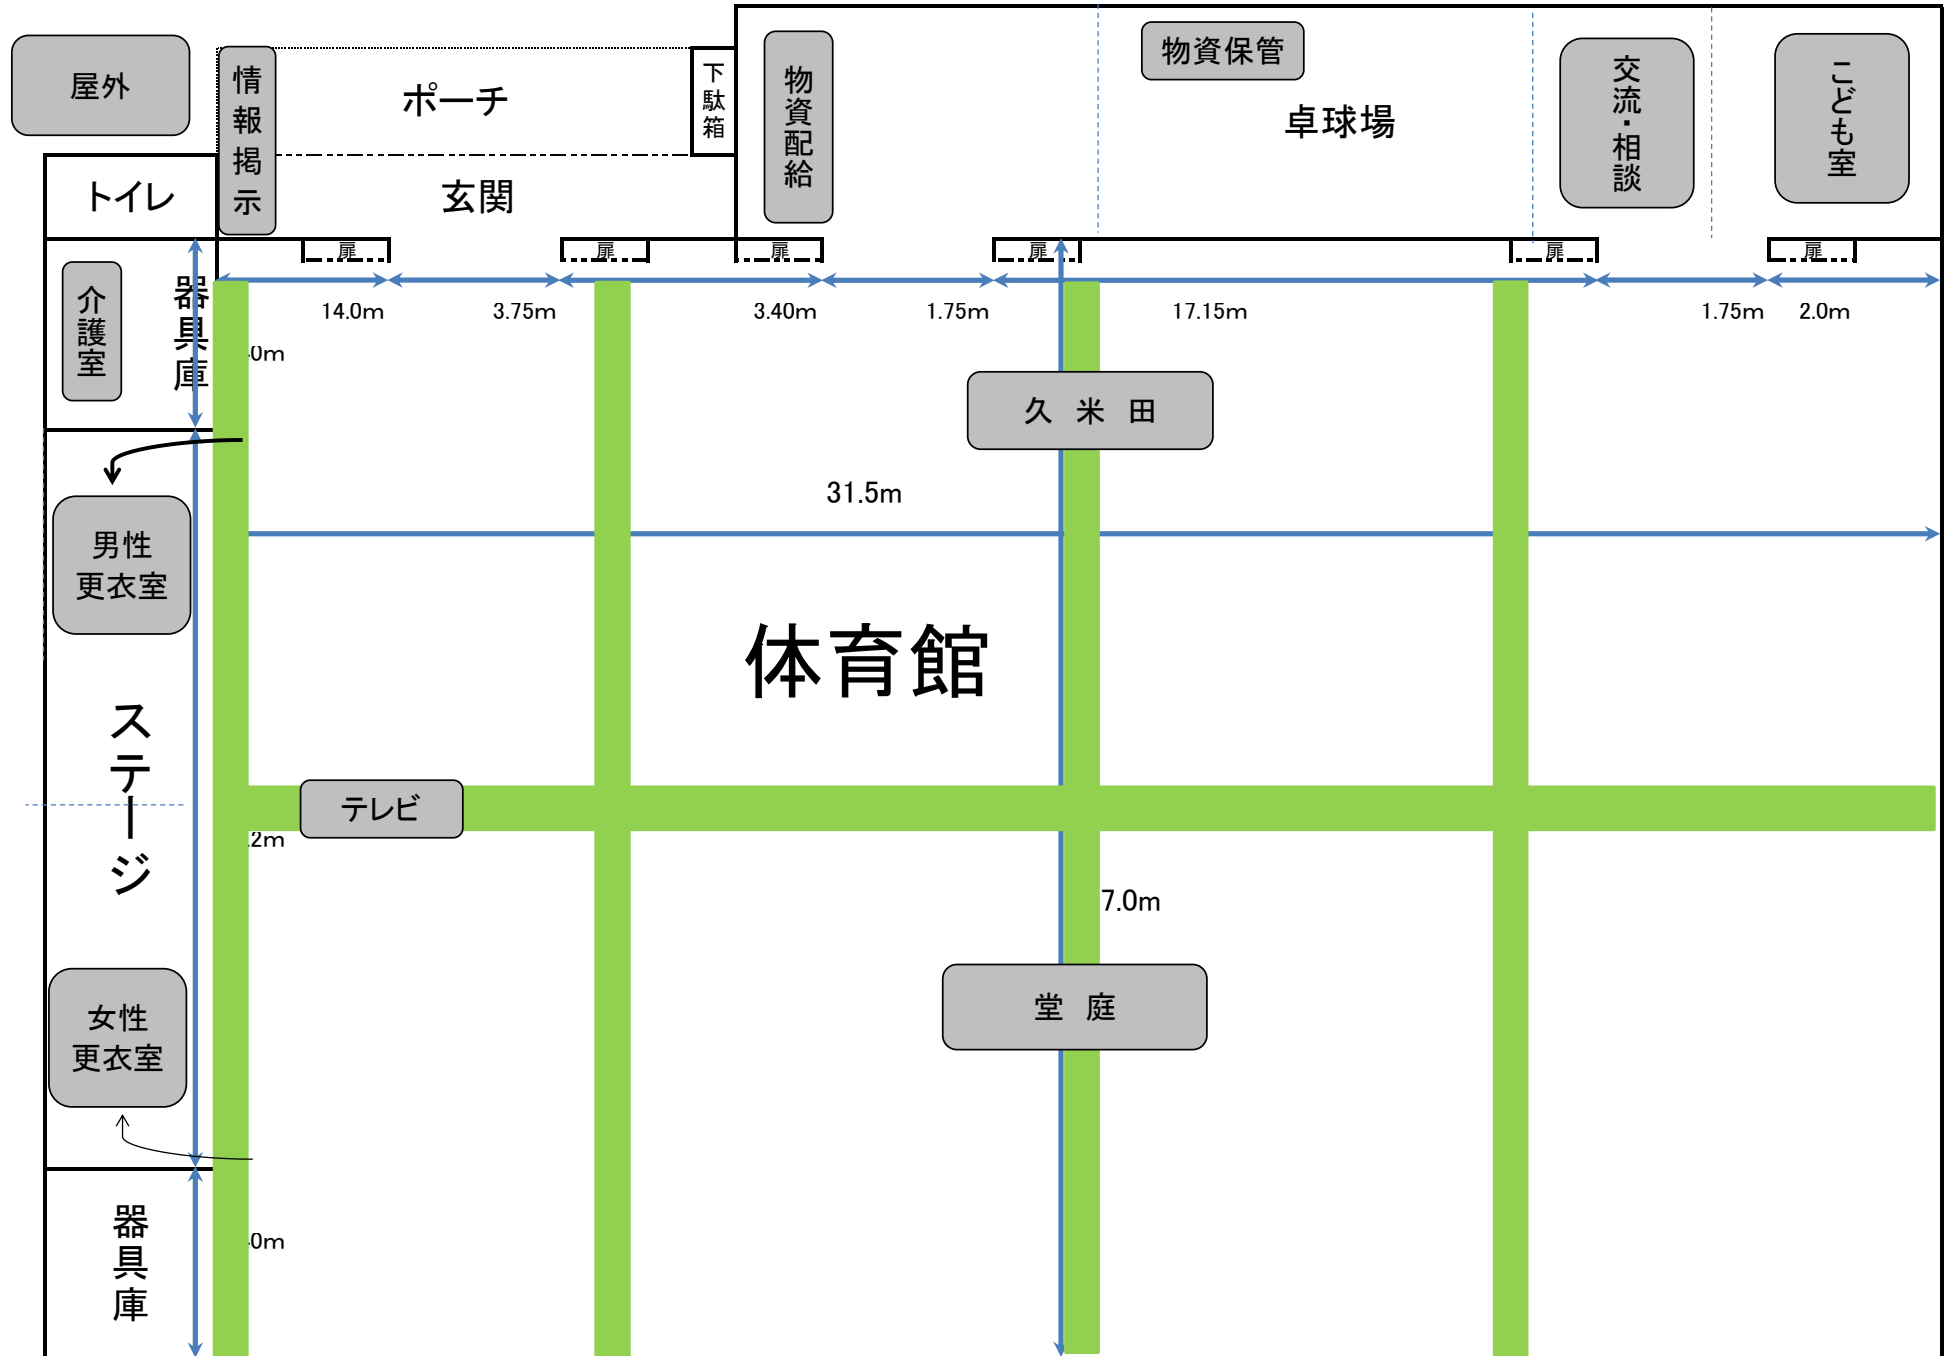 屋外
情報掲示
ポーチ
下駄箱
物資配給
物資保管
卓球場
交流・相談
こども室
トイレ
玄関
扉
扉
扉
扉
扉
扉
介護室
器具庫
14.0m
3.75m
3.40m
1.75m
17.15m
1.75m
2.0m
0m
久 米 田
31.5m
男性
更衣室
体育館
ステージ
テレビ
.2m
7.0m
女性
更衣室
堂 庭
器具庫
0m